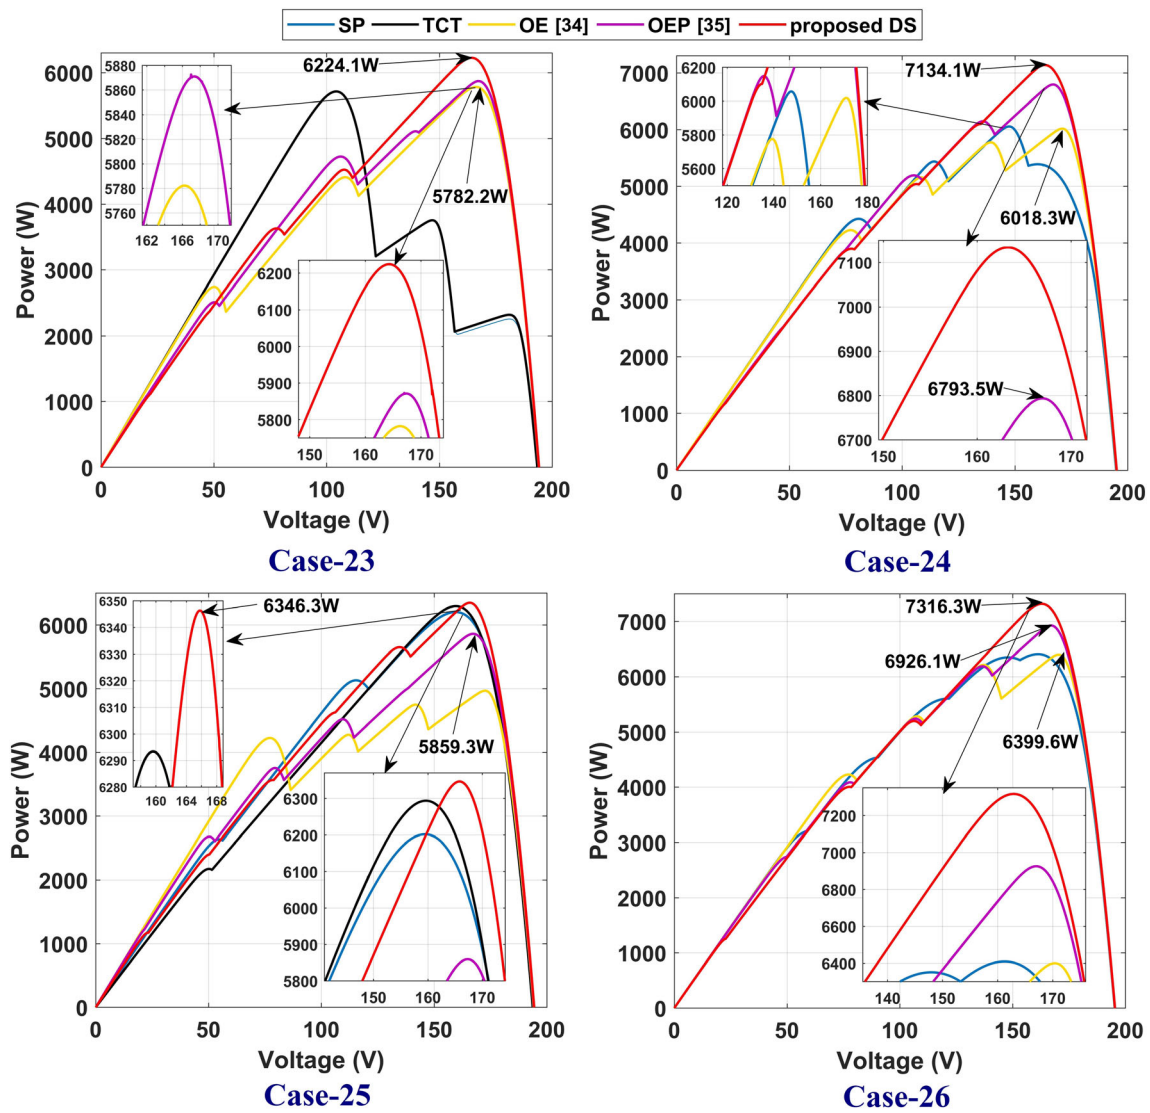 SP TCT OE [34] OEP [35] proposed DS
6000
5000
4000
3000
2000
1000
0
Power (W)
0 50 100 150 200
Voltage (V)
6224.1W
5782.2W
5880
5860
5840
5820
5800
5780
5760
162 166 170
6200
6100
6000
5900
5800
150 160 170
Case-23
7000
6000
5000
4000
3000
2000
1000
0
Power (W)
0 50 100 150 200
Voltage (V)
7134.1W
6018.3W
6200
6000
5800
5600
120 140 160 180
7100
7000
6900
6800
6700
6793.5W
150 160 170
Case-24
6000
5000
4000
3000
2000
1000
0
Power (W)
0 50 100 150 200
Voltage (V)
6346.3W
5859.3W
6350
6340
6330
6320
6310
6300
6290
6280
160 164 168
6300
6200
6100
6000
5900
5800
150 160 170
Case-25
7000
6000
5000
4000
3000
2000
1000
0
Power (W)
0 50 100 150 200
Voltage (V)
7316.3W
6926.1W
6399.6W
7200
7000
6800
6600
6400
140 150 160 170
Case-26